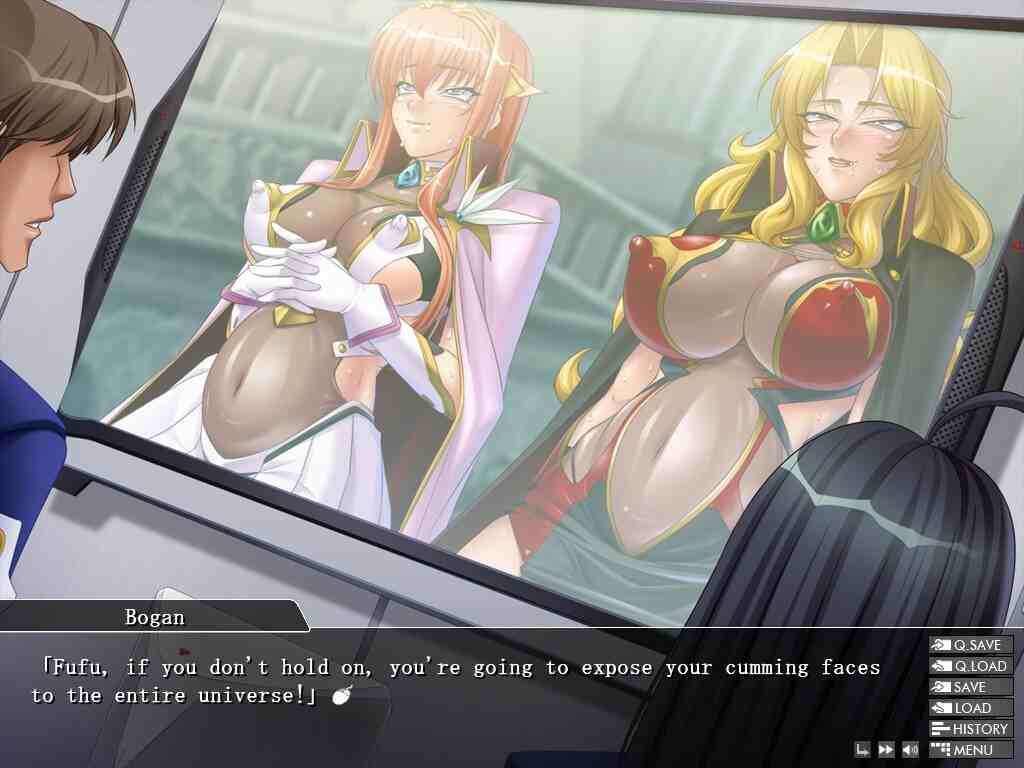 Bogan
「Fufu, if you don't hold on, you're going to expose your cumming faces
to the entire universe!」
Q.SAVE
Q.LOAD
SAVE
LOAD
HISTORY
MENU